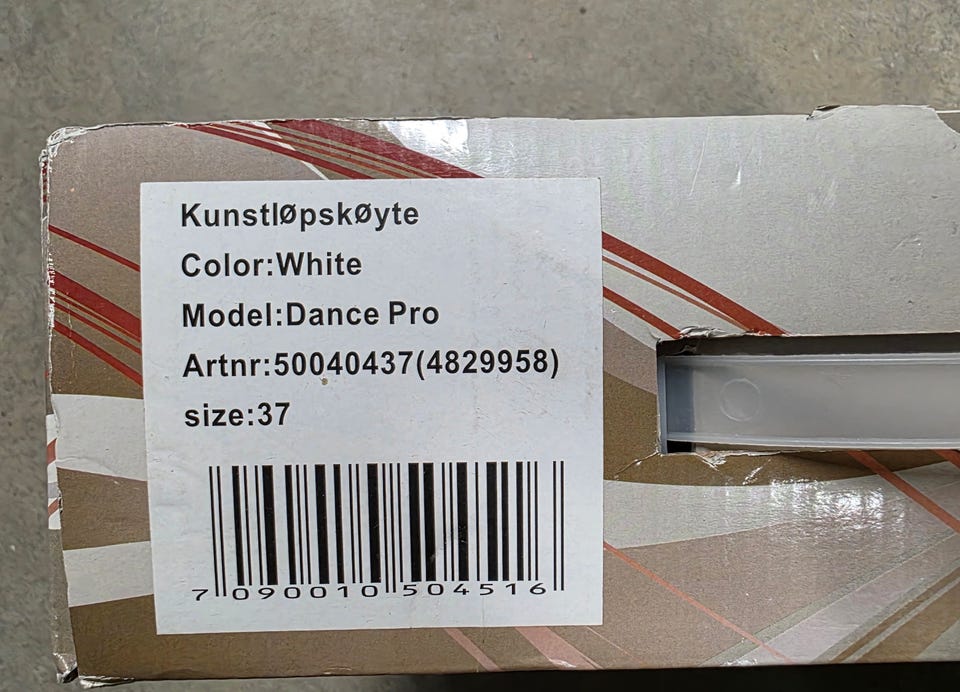 Kunstløpskøyte
Color:White
Model:Dance Pro
Artnr:50040437(4829958)
size:37
7 090010 504516